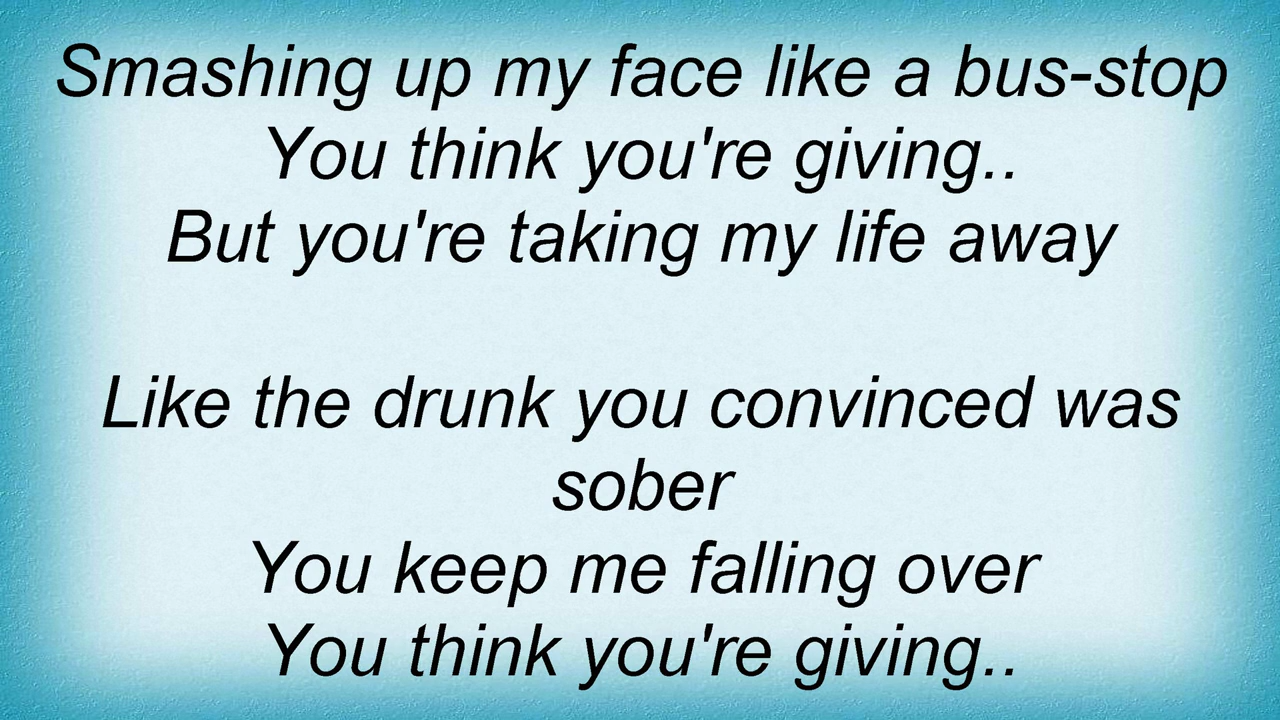 Smashing up my face like a bus-stop
You think you're giving..
But you're taking my life away
Like the drunk you convinced was
sober
You keep me falling over
You think you're giving..